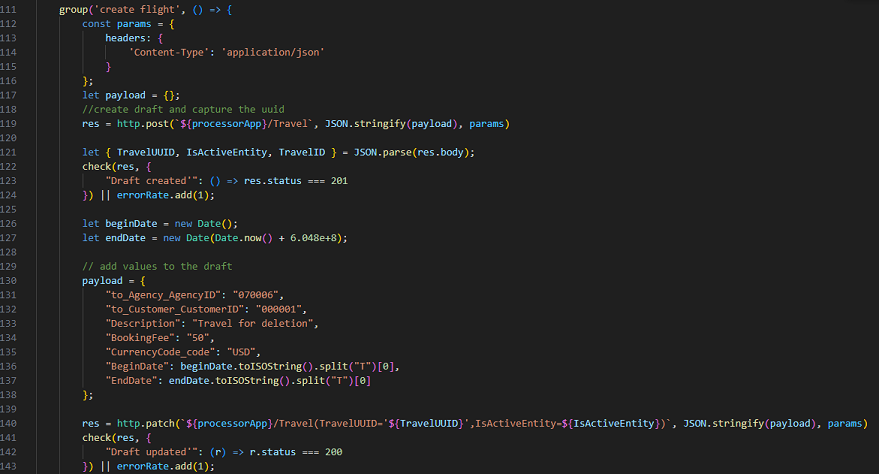 111 group('create flight', () => {
112 const params = {
113 headers: {
114 'Content-Type': 'application/json'
115 }
116 };
117 let payload = {};
118 //create draft and capture the uuid
119 res = http.post(`${processorApp}/Travel`, JSON.stringify(payload), params)
120
121 let { TravelUUID, IsActiveEntity, TravelID } = JSON.parse(res.body);
122 check(res, {
123 "Draft created'": () => res.status === 201
124 }) || errorRate.add(1);
125
126 let beginDate = new Date();
127 let endDate = new Date(Date.now() + 6.048e+8);
128
129 // add values to the draft
130 payload = {
131 "to_Agency_AgencyID": "070006",
132 "to_Customer_CustomerID": "000001",
133 "Description": "Travel for deletion",
134 "BookingFee": "50",
135 "CurrencyCode_code": "USD",
136 "BeginDate": beginDate.toISOString().split("T")[0],
137 "EndDate": endDate.toISOString().split("T")[0]
138 };
139
140 res = http.patch(`${processorApp}/Travel(TravelUUID='${TravelUUID}',IsActiveEntity=${IsActiveEntity})`, JSON.stringify(payload), params)
141 check(res, {
142 "Draft updated'": (r) => r.status === 200
143 }) || errorRate.add(1);